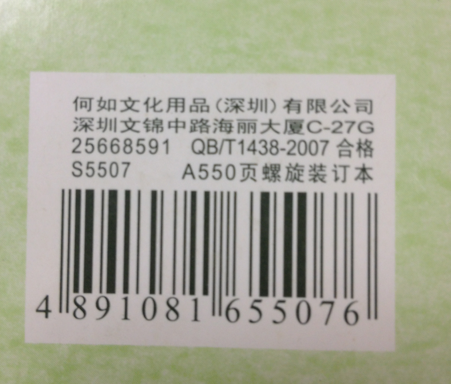 何如文化用品(深圳)有限公司
深圳文锦中路海丽大厦C-27G
25668591 QB/T1438-2007 合格
S5507 A550页螺旋装订本
4 891081 655076